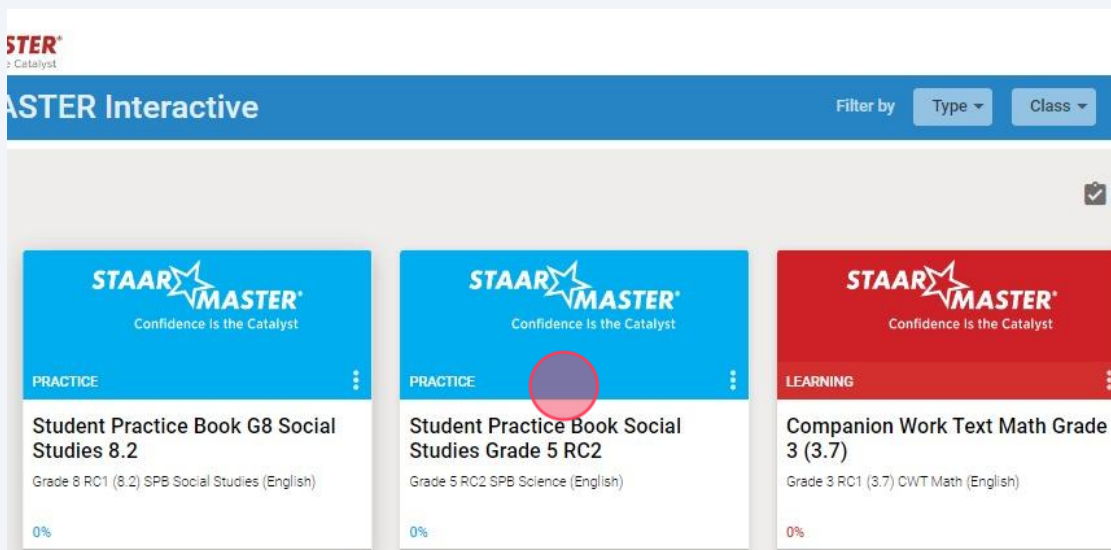 STER®
e Catalyst
ASTER Interactive
Filter by
Type
Class
STAAR MASTER®
Confidence Is the Catalyst
PRACTICE
Student Practice Book G8 Social
Studies 8.2
Grade 8 RC1 (8.2) SPB Social Studies (English)
0%
STAAR MASTER®
Confidence Is the Catalyst
PRACTICE
Student Practice Book Social
Studies Grade 5 RC2
Grade 5 RC2 SPB Science (English)
0%
STAAR MASTER®
Confidence Is the Catalyst
LEARNING
Companion Work Text Math Grade
3 (3.7)
Grade 3 RC1 (3.7) CWT Math (English)
0%